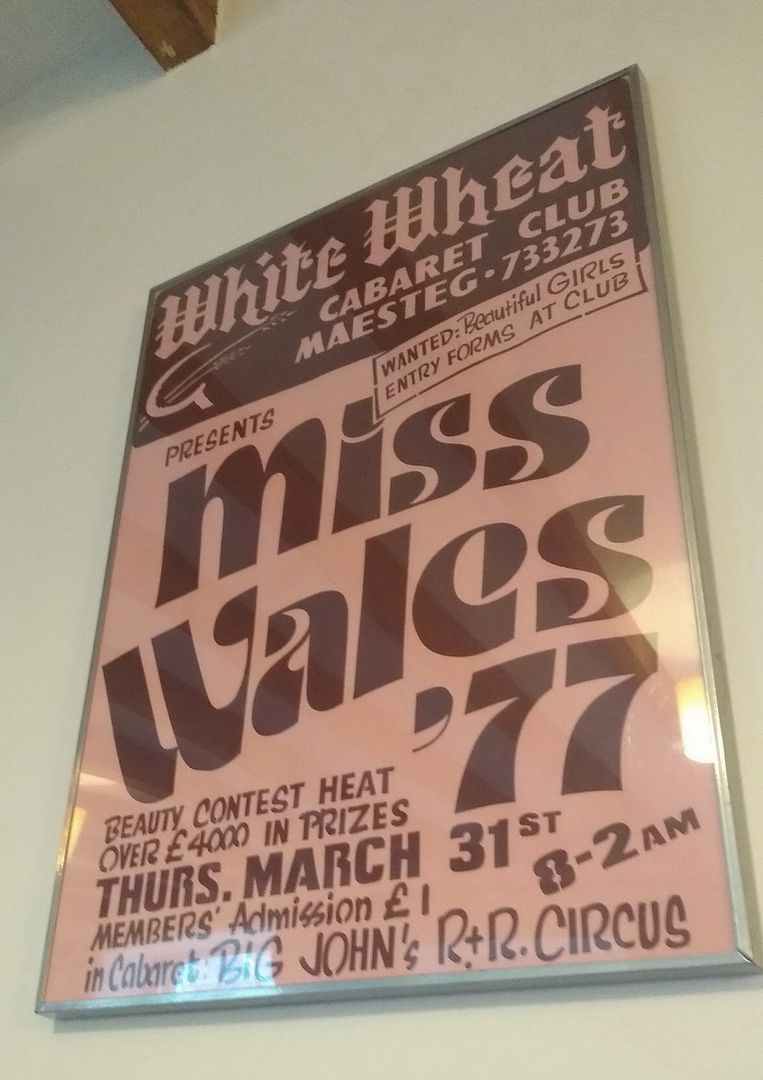 White Wheat
CABARET CLUB
MAESTEG · 733273
WANTED: Beautiful GIRLS
ENTRY FORMS AT CLUB
PRESENTS
Miss
Wales
'77
BEAUTY CONTEST HEAT
OVER £4000 IN PRIZES
THURS. MARCH 31ST
8-2AM
MEMBERS' Admission £1
in Cabaret: BIG JOHN's R+R. CIRCUS